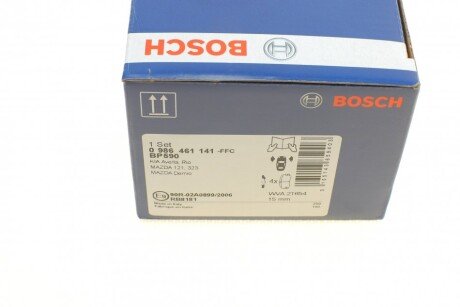 BOSCH
BOSCH
1 Set
0 986 461 141 -FFC
BP590
KIA Avella, Rio
MAZDA 121, 323
MAZDA Demio
4x
WVA 21654
15 mm
90R-02A0899/2006
RB8181
Made in Italy